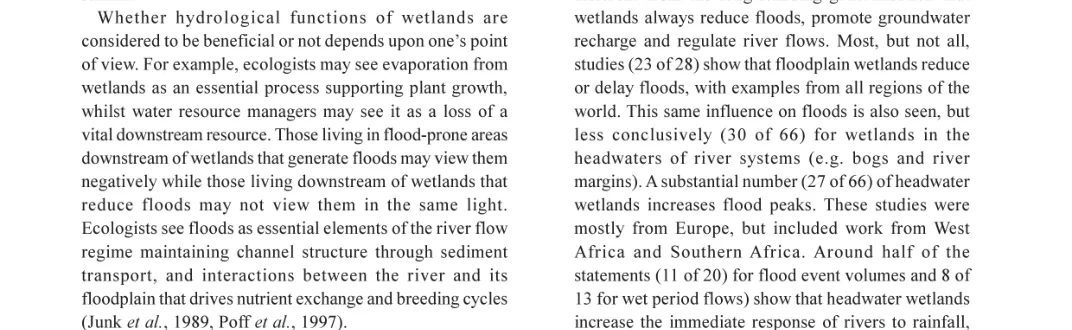 Whether hydrological functions of wetlands are
considered to be beneficial or not depends upon one’s point
of view. For example, ecologists may see evaporation from
wetlands as an essential process supporting plant growth,
whilst water resource managers may see it as a loss of a
vital downstream resource. Those living in flood-prone areas
downstream of wetlands that generate floods may view them
negatively while those living downstream of wetlands that
reduce floods may not view them in the same light.
Ecologists see floods as essential elements of the river flow
regime maintaining channel structure through sediment
transport, and interactions between the river and its
floodplain that drives nutrient exchange and breeding cycles
(Junk et al., 1989, Poff et al., 1997).
wetlands always reduce floods, promote groundwater
recharge and regulate river flows. Most, but not all,
studies (23 of 28) show that floodplain wetlands reduce
or delay floods, with examples from all regions of the
world. This same influence on floods is also seen, but
less conclusively (30 of 66) for wetlands in the
headwaters of river systems (e.g. bogs and river
margins). A substantial number (27 of 66) of headwater
wetlands increases flood peaks. These studies were
mostly from Europe, but included work from West
Africa and Southern Africa. Around half of the
statements (11 of 20) for flood event volumes and 8 of
13 for wet period flows) show that headwater wetlands
increase the immediate response of rivers to rainfall,